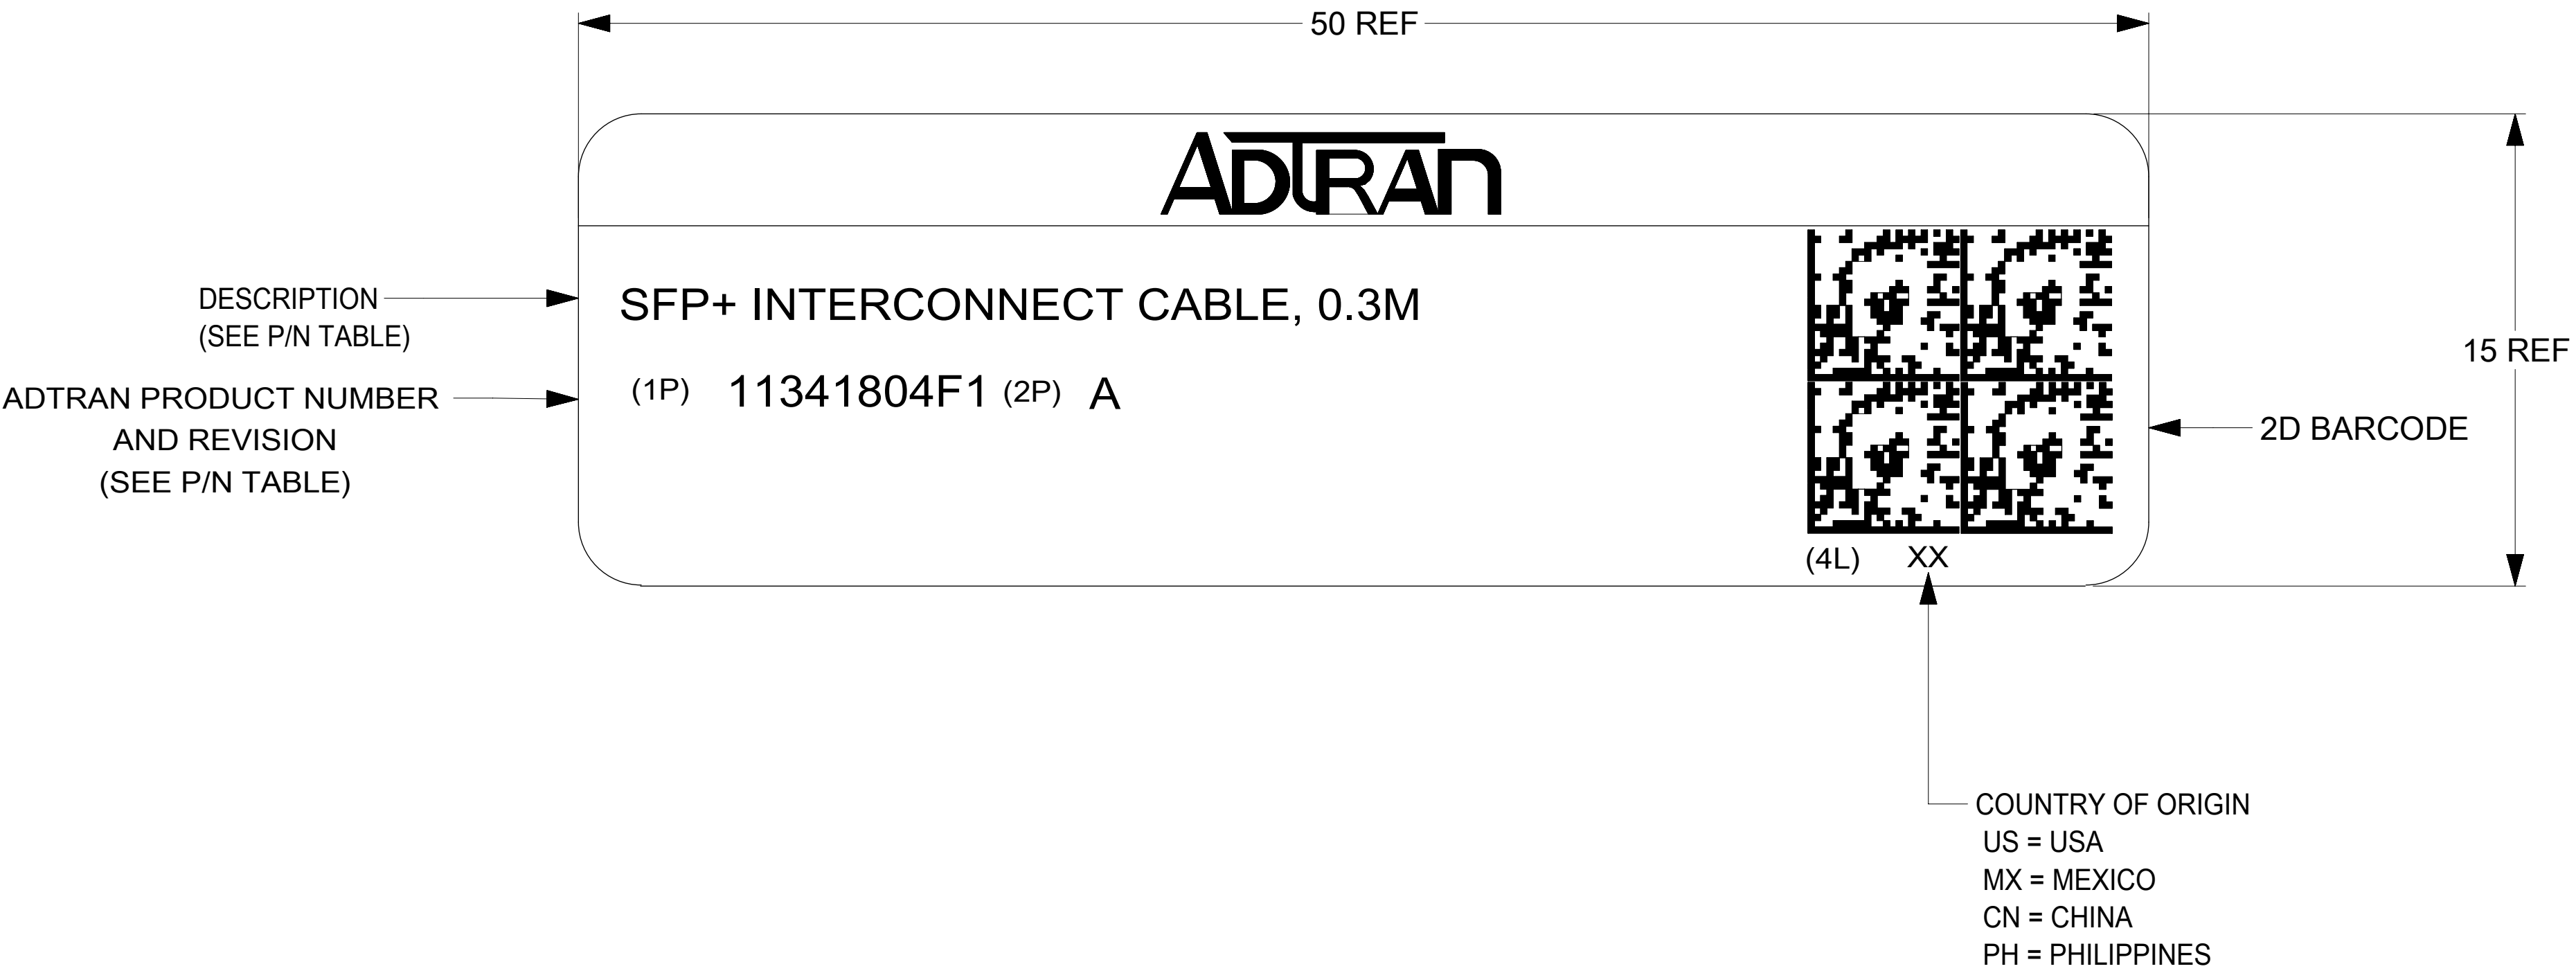 50 REF
ADTRAN
DESCRIPTION
(SEE P/N TABLE)
SFP+ INTERCONNECT CABLE, 0.3M
15 REF
ADTRAN PRODUCT NUMBER
AND REVISION
(SEE P/N TABLE)
(1P) 11341804F1 (2P) A
2D BARCODE
(4L) XX
COUNTRY OF ORIGIN
US = USA
MX = MEXICO
CN = CHINA
PH = PHILIPPINES